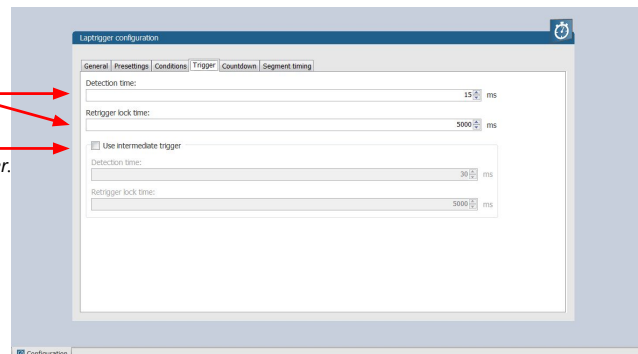 Laptrigger configuration
General Presettings Conditions Trigger Countdown Segment timing
Detection time:
15 ms
Retrigger lock time:
5000 ms
Use intermediate trigger
er.
Detection time:
30 ms
Retrigger lock time:
5000 ms
Configuration